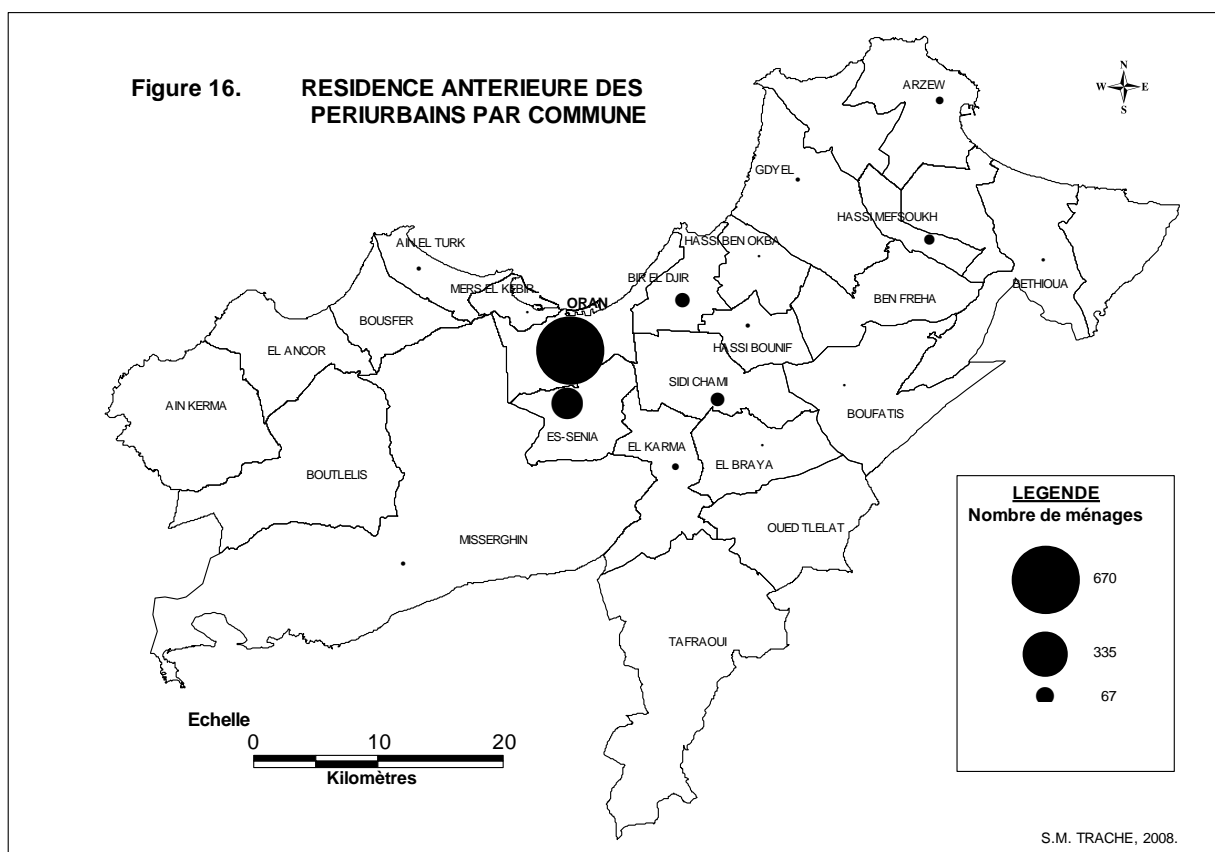 Figure 16. RESIDENCE ANTERIEURE DES
PERIURBAINS PAR COMMUNE
N
W E
S
ARZEW
GDYEL
HASSI MEFSOUKH
AIN EL TURK
HASSI BEN OKBA
BIR EL DJIR
BETHIOUA
MERS EL KEBIR
ORAN
BEN FREHA
BOUSFER
HASSI BOUNIF
EL ANCOR
SIDI CHAMI
AIN KERMA
BOUFATIS
ES-SENIA
EL KARMA
EL BRAYA
BOUTLELIS
OUED TLELAT
MISSERGHIN
TAFRAOUI
LEGENDE
Nombre de ménages
670
335
67
Echelle
0 10 20
Kilomètres
S.M. TRACHE, 2008.